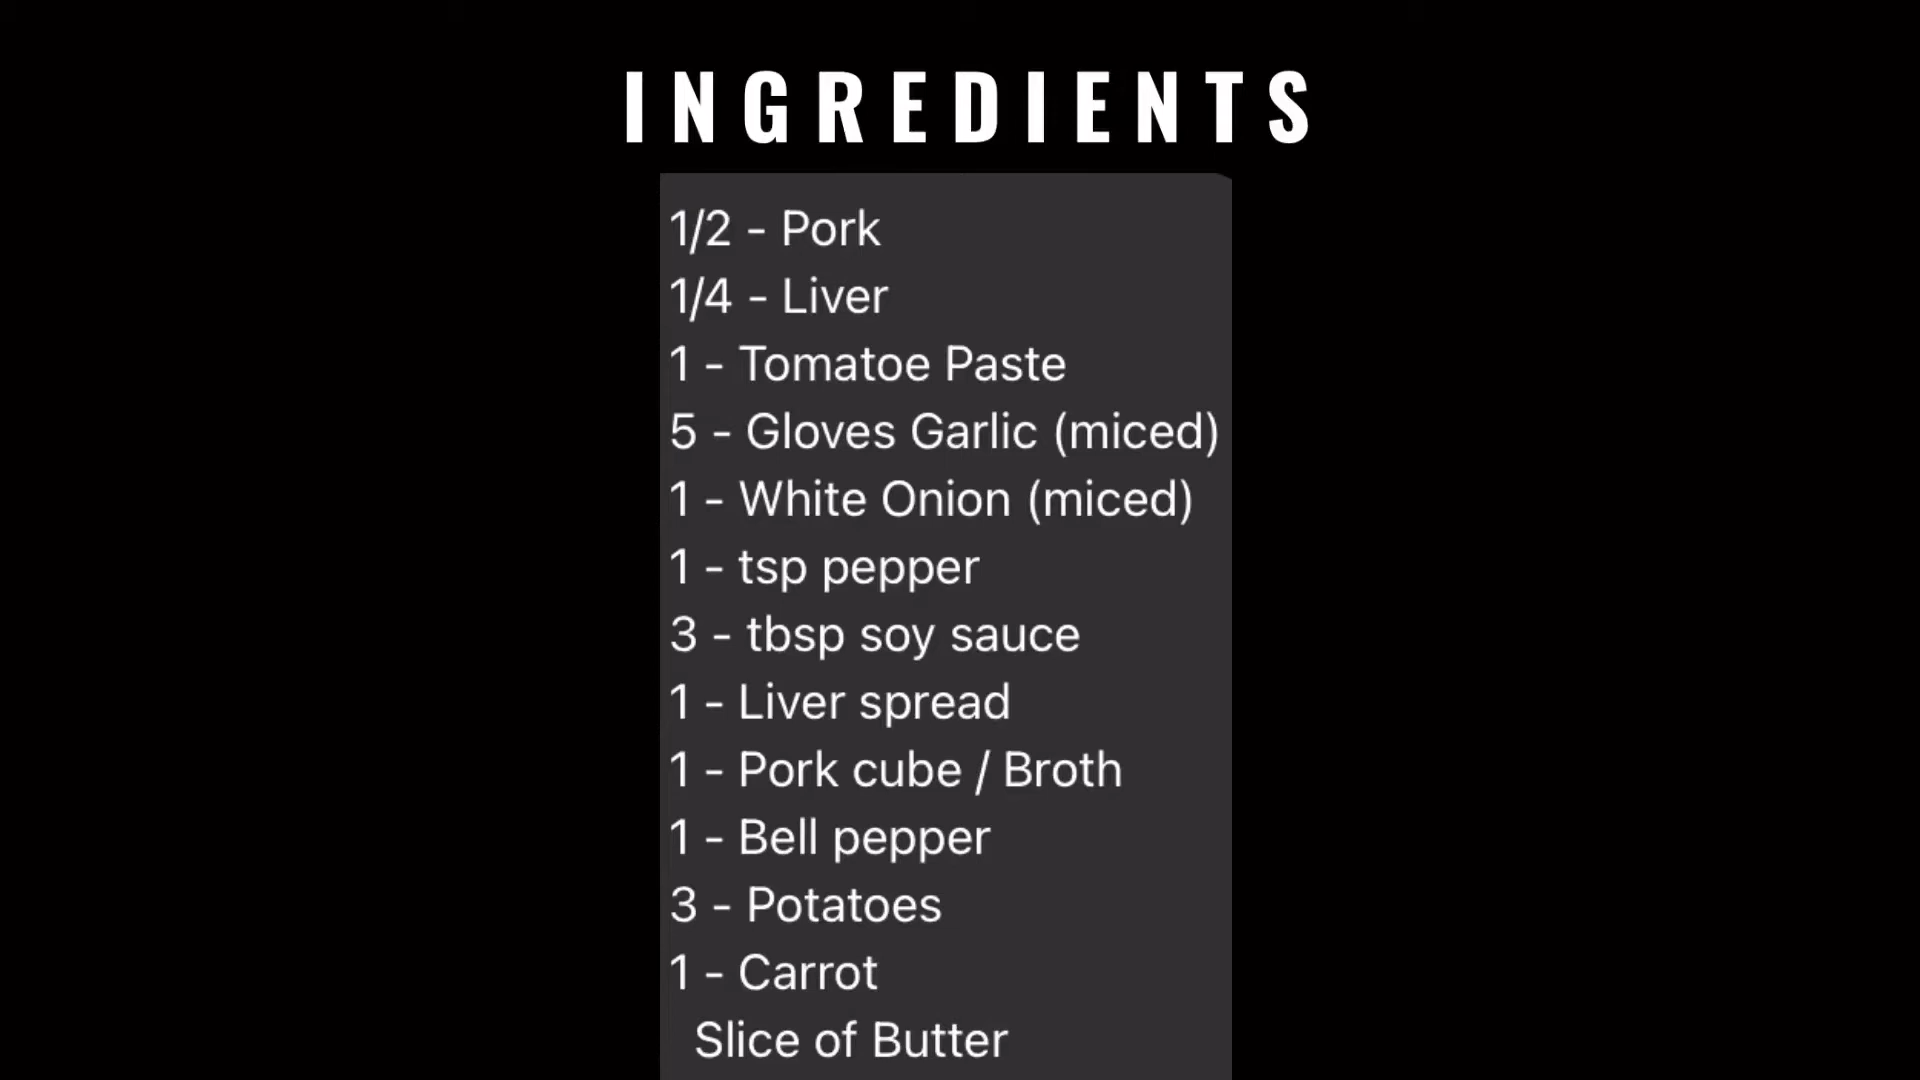 INGREDIENTS
1/2 - Pork
1/4 - Liver
1 - Tomatoe Paste
5 - Gloves Garlic (miced)
1 - White Onion (miced)
1 - tsp pepper
3 - tbsp soy sauce
1 - Liver spread
1 - Pork cube / Broth
1 - Bell pepper
3 - Potatoes
1 - Carrot
Slice of Butter